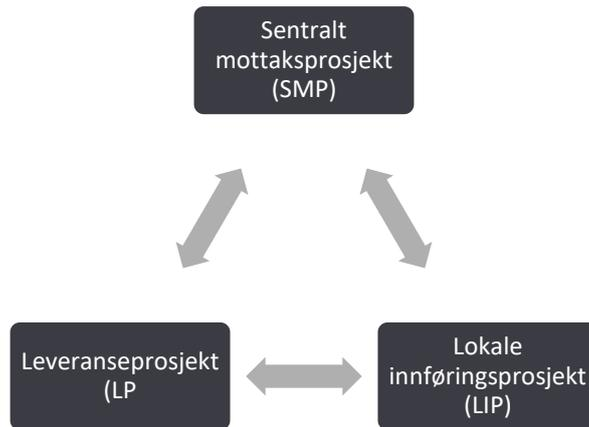 Sentralt
mottaksprosjekt
(SMP)
Leveranseprosjekt
(LP
Lokale
innføringsprosjekt
(LIP)